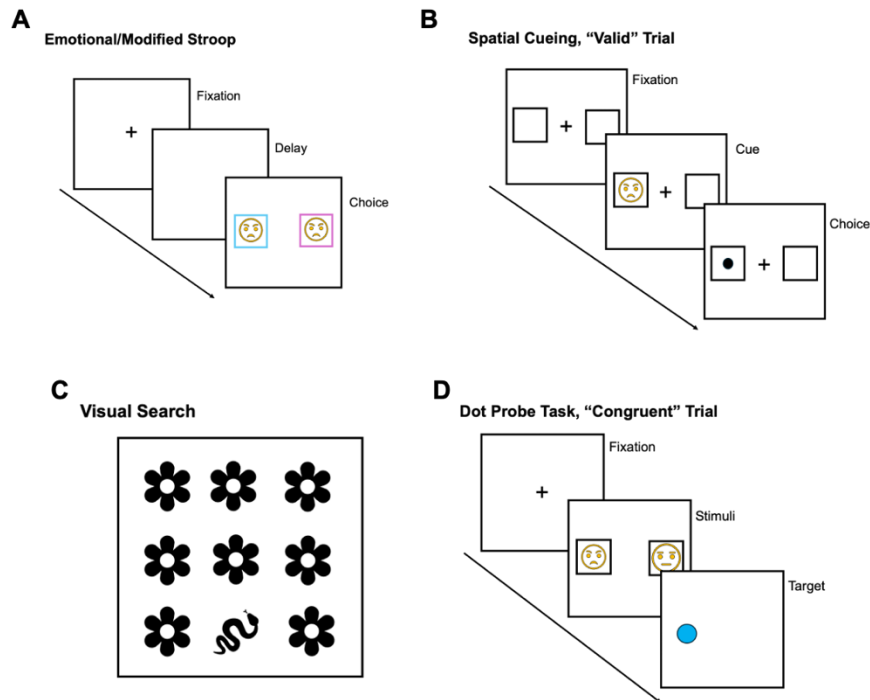 A
Emotional/Modified Stroop
Fixation
Delay
Choice
B
Spatial Cueing, “Valid” Trial
Fixation
Cue
Choice
C
Visual Search
D
Dot Probe Task, “Congruent” Trial
Fixation
Stimuli
Target